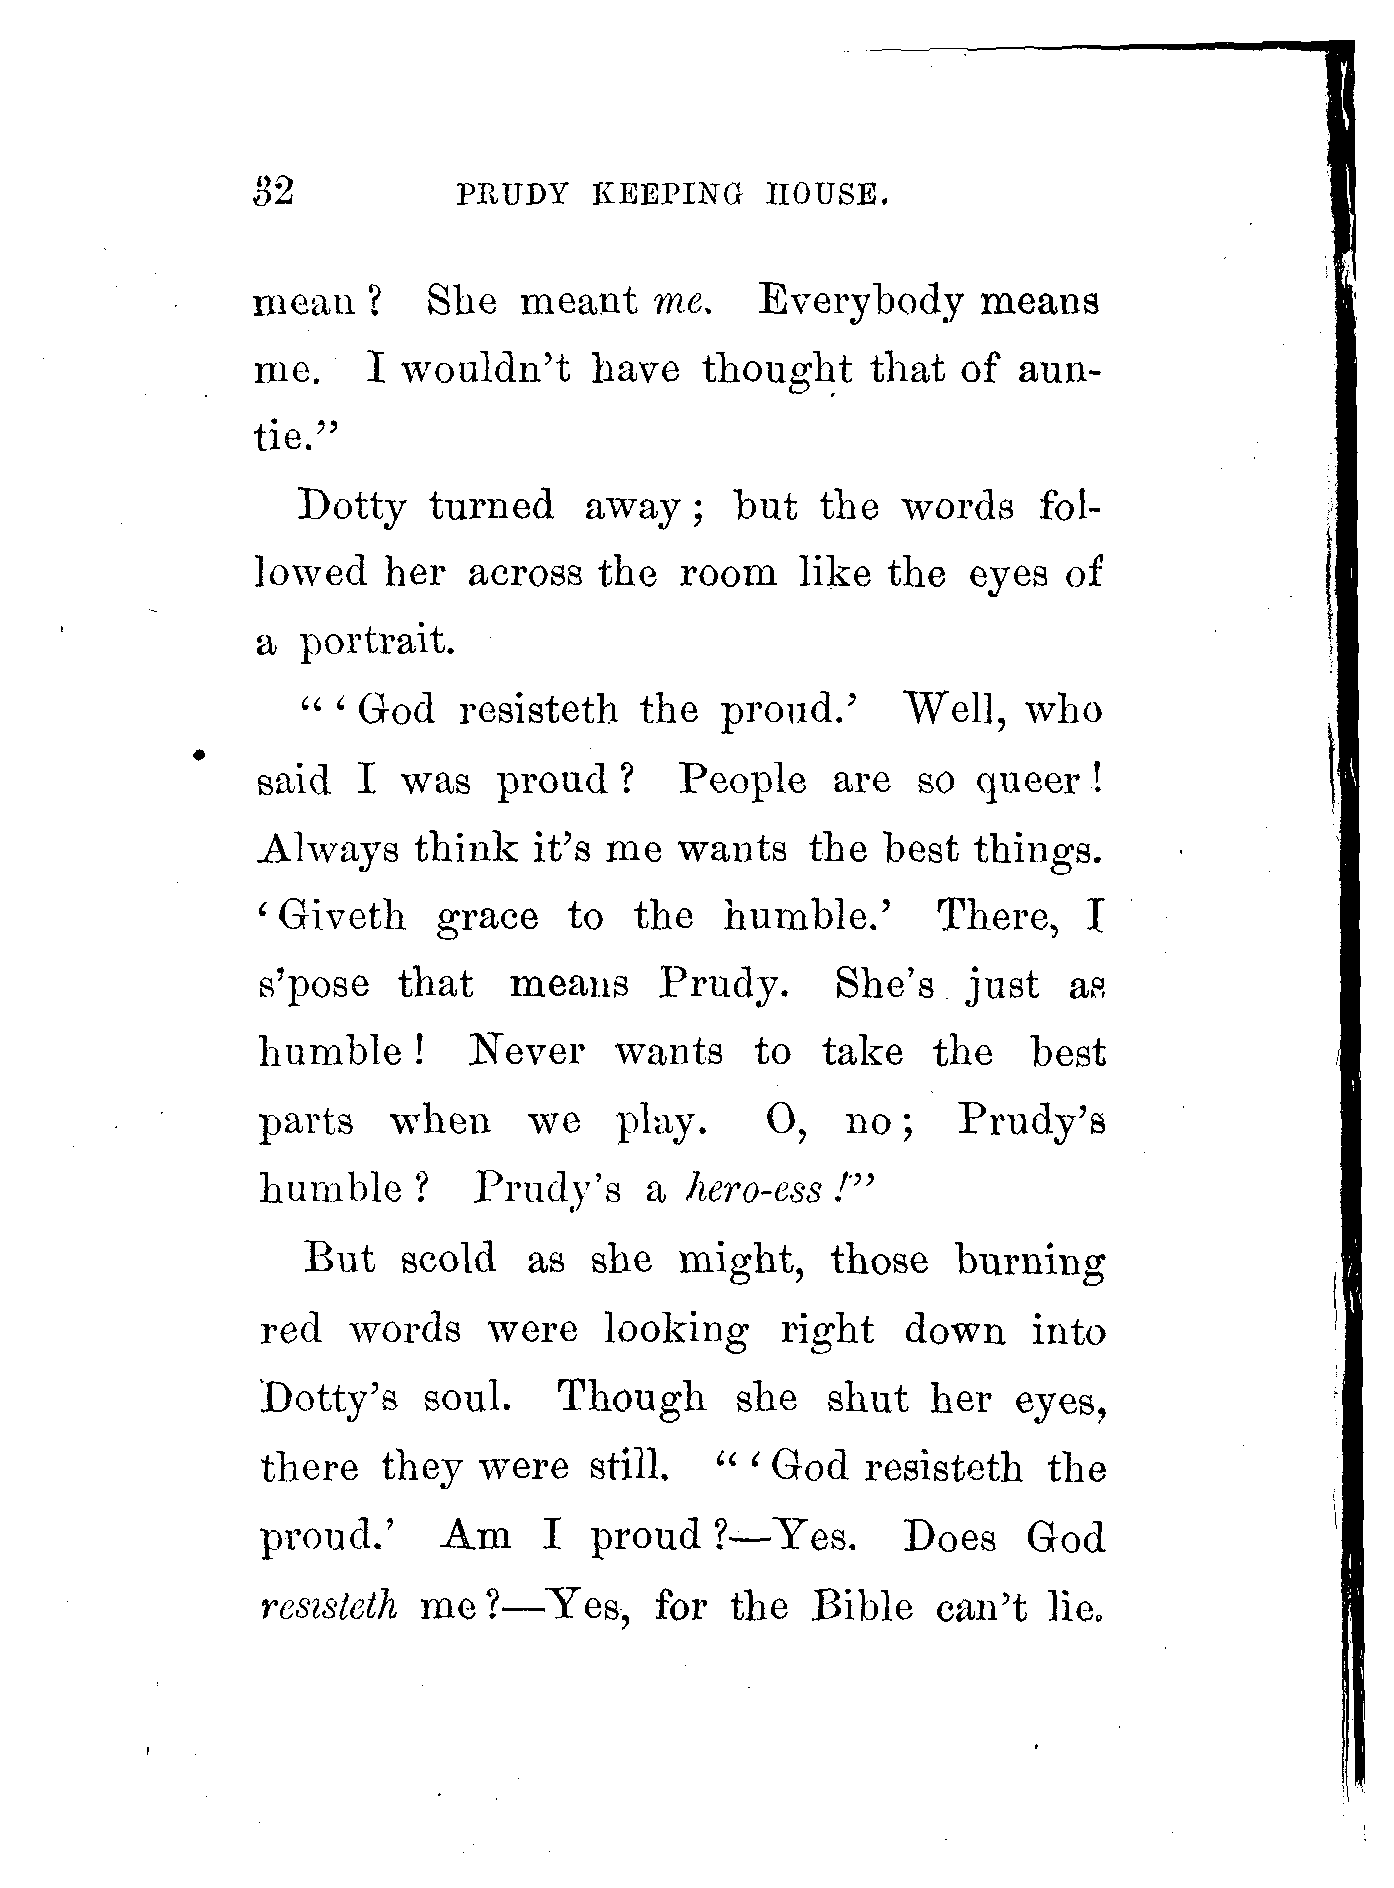 32 PRUDY KEEPING HOUSE.
mean? She meant me. Everybody means
me. I wouldn't have thought that of aun-
tie."
Dotty turned away; but the words fol-
lowed her across the room like the eyes of
a portrait.
"'God resisteth the proud.' Well, who
said I was proud? People are so queer!
Always think it's me wants the best things.
'Giveth grace to the humble.' There, I
s'pose that means Prudy. She's just as
humble! Never wants to take the best
parts when we play. O, no; Prudy's
humble? Prudy's a hero-ess!"
But scold as she might, those burning
red words were looking right down into
Dotty's soul. Though she shut her eyes,
there they were still. "'God resisteth the
proud.' Am I proud?—Yes. Does God
resisteth me?—Yes, for the Bible can't lie.